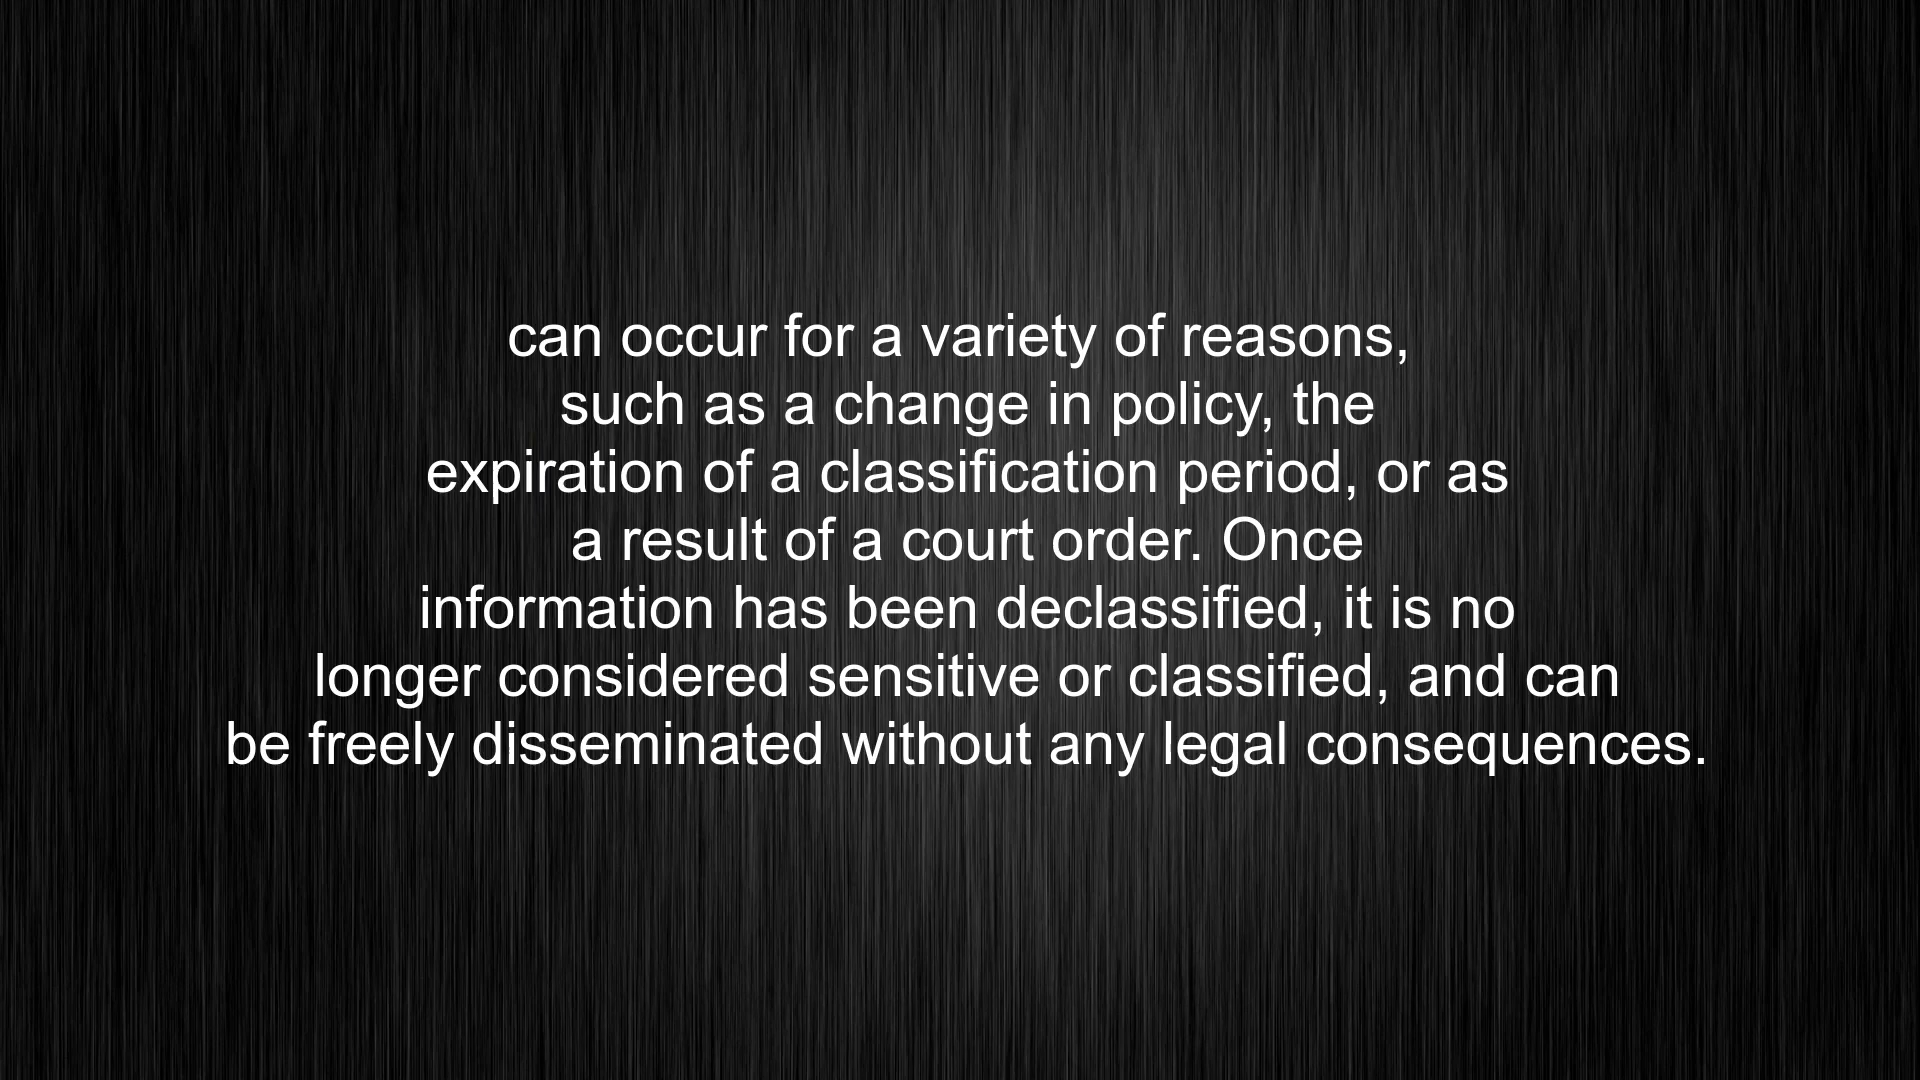 can occur for a variety of reasons,
such as a change in policy, the
expiration of a classification period, or as
a result of a court order. Once
information has been declassified, it is no
longer considered sensitive or classified, and can
be freely disseminated without any legal consequences.